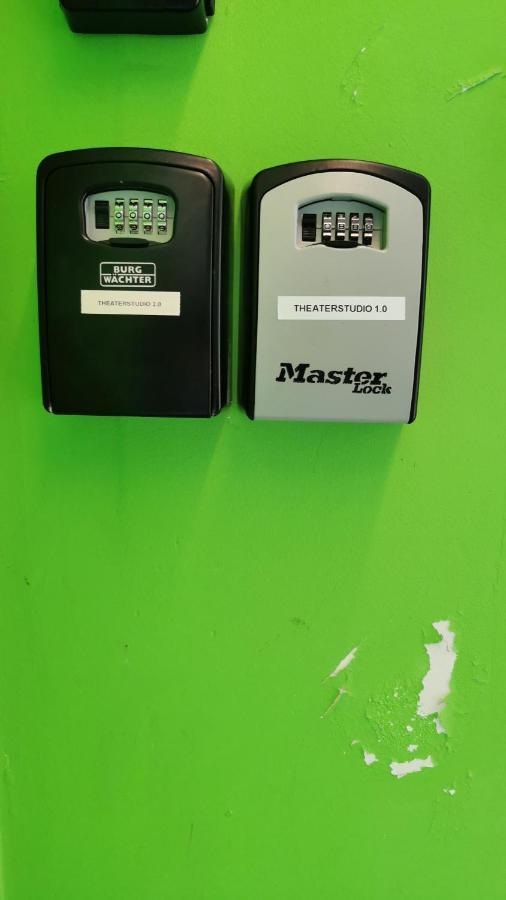 BURG
WÄCHTER
THEATERSTUDIO 2.0
THEATERSTUDIO 1.0
Master
Lock